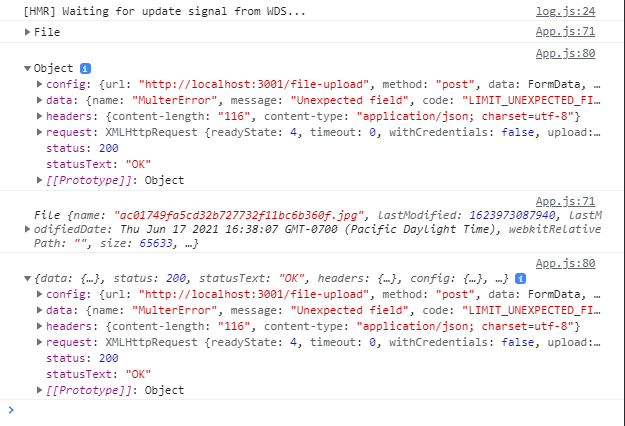 [HMR] Waiting for update signal from WDS... log.js:24
File App.js:71
App.js:80
Object i
config: {url: "http://localhost:3001/file-upload", method: "post", data: FormData, …
data: {name: "MulterError", message: "Unexpected field", code: "LIMIT_UNEXPECTED_FI…
headers: {content-length: "116", content-type: "application/json; charset=utf-8"}
request: XMLHttpRequest {readyState: 4, timeout: 0, withCredentials: false, upload:…
status: 200
statusText: "OK"
[[Prototype]]: Object
App.js:71
File {name: "ac01749fa5cd32b727732f11bc6b360f.jpg", lastModified: 1623973087940, lastM
odifiedDate: Thu Jun 17 2021 16:38:07 GMT-0700 (Pacific Daylight Time), webkitRelative
Path: "", size: 65633, …}
App.js:80
{data: {…}, status: 200, statusText: "OK", headers: {…}, config: {…}, …} i
config: {url: "http://localhost:3001/file-upload", method: "post", data: FormData, …
data: {name: "MulterError", message: "Unexpected field", code: "LIMIT_UNEXPECTED_FI…
headers: {content-length: "116", content-type: "application/json; charset=utf-8"}
request: XMLHttpRequest {readyState: 4, timeout: 0, withCredentials: false, upload:…
status: 200
statusText: "OK"
[[Prototype]]: Object